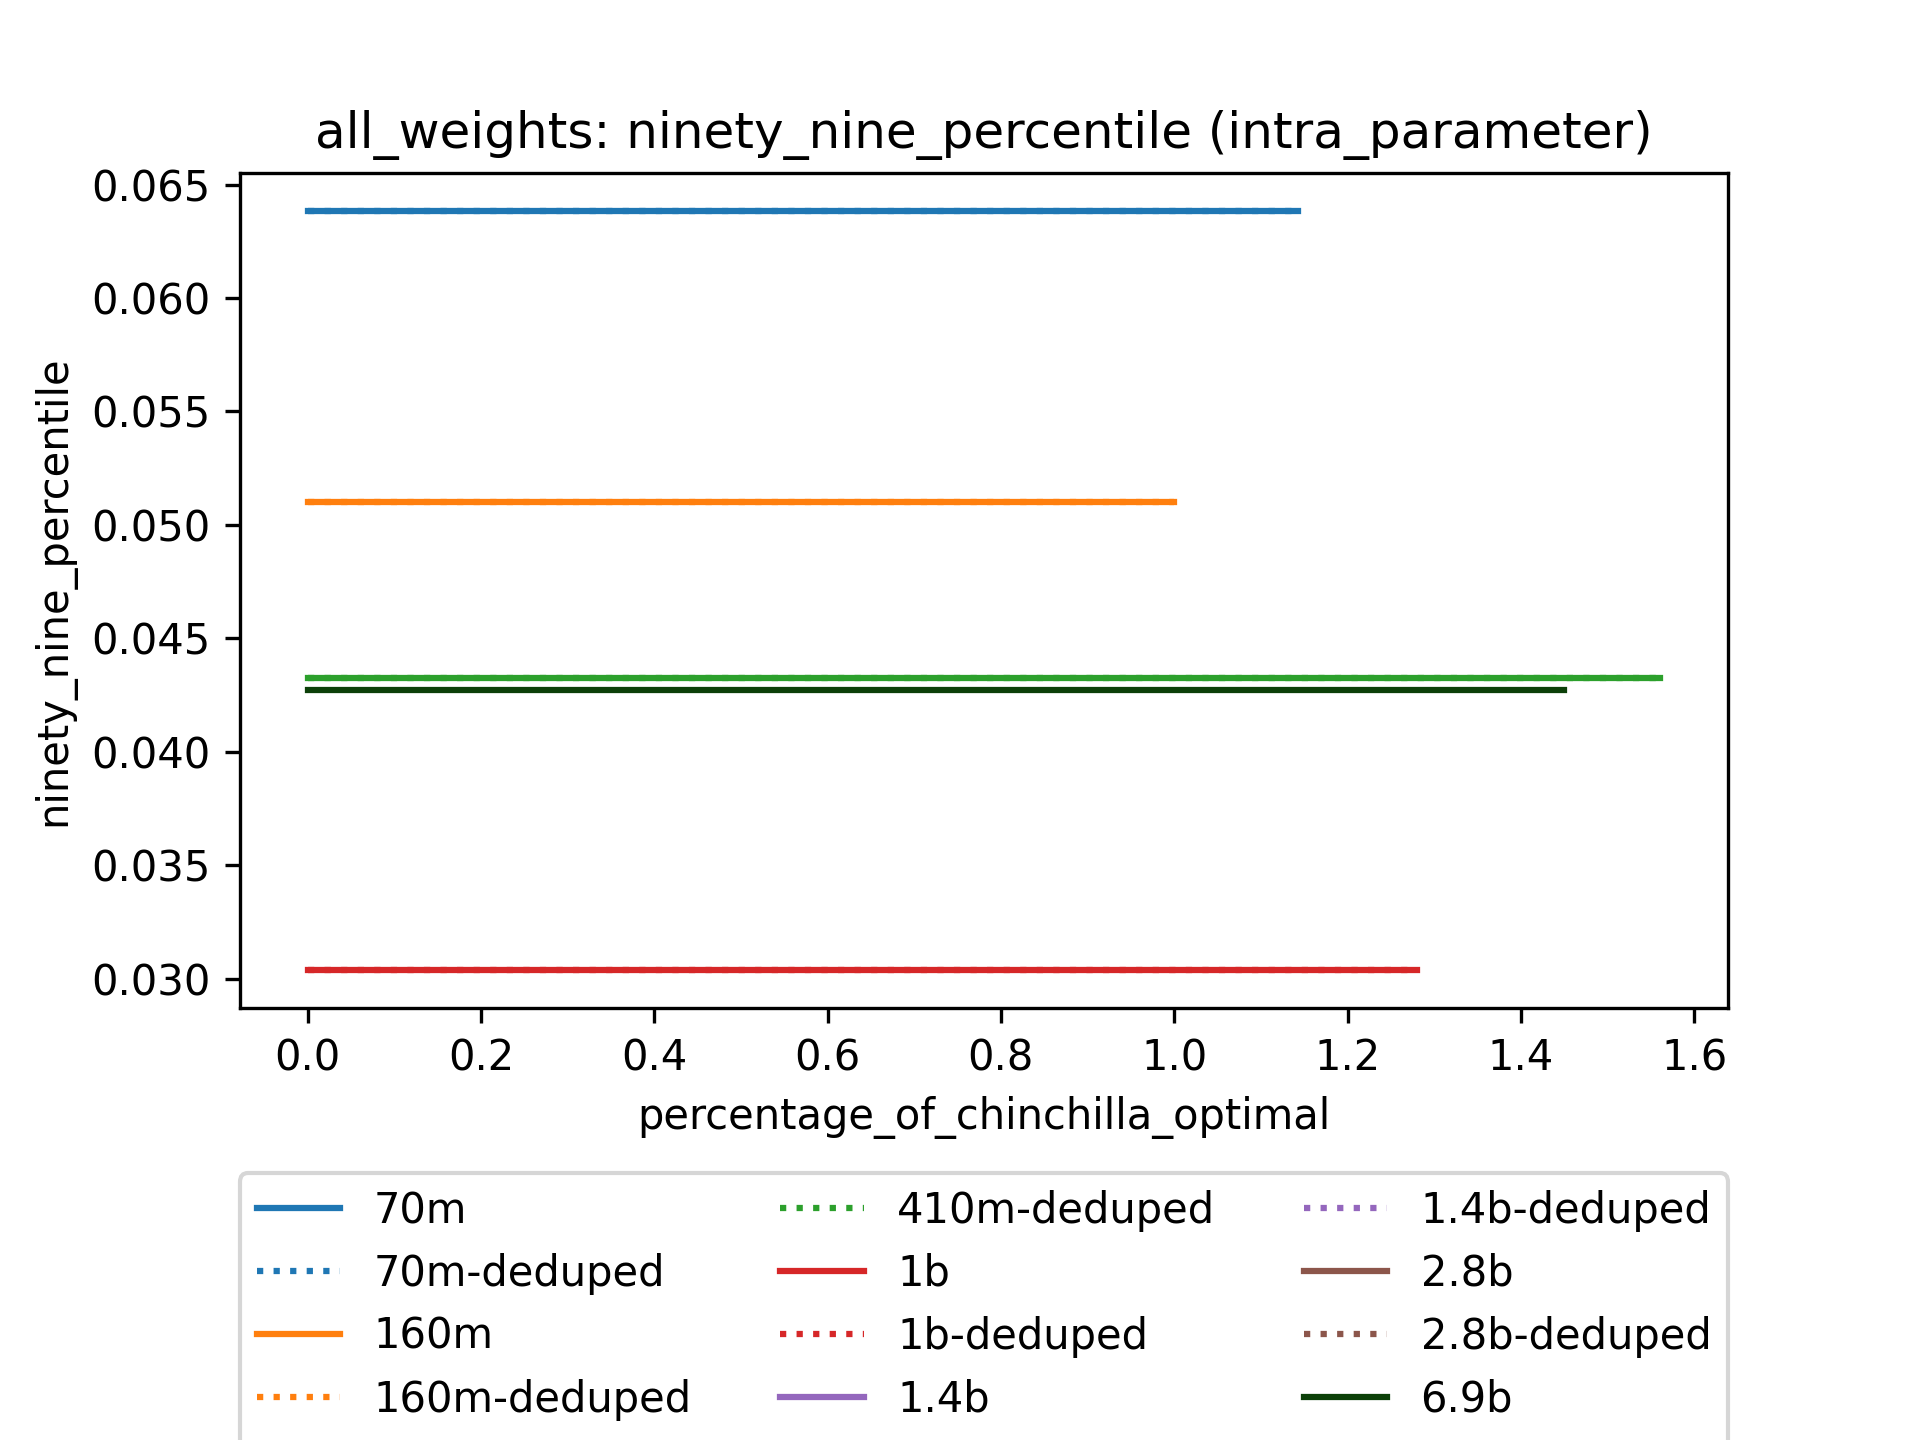 all_weights: ninety_nine_percentile (intra_parameter)
ninety_nine_percentile
0.065
0.060
0.055
0.050
0.045
0.040
0.035
0.030
0.0 0.2 0.4 0.6 0.8 1.0 1.2 1.4 1.6
percentage_of_chinchilla_optimal
70m
70m-deduped
160m
160m-deduped
410m-deduped
1b
1b-deduped
1.4b
1.4b-deduped
2.8b
2.8b-deduped
6.9b